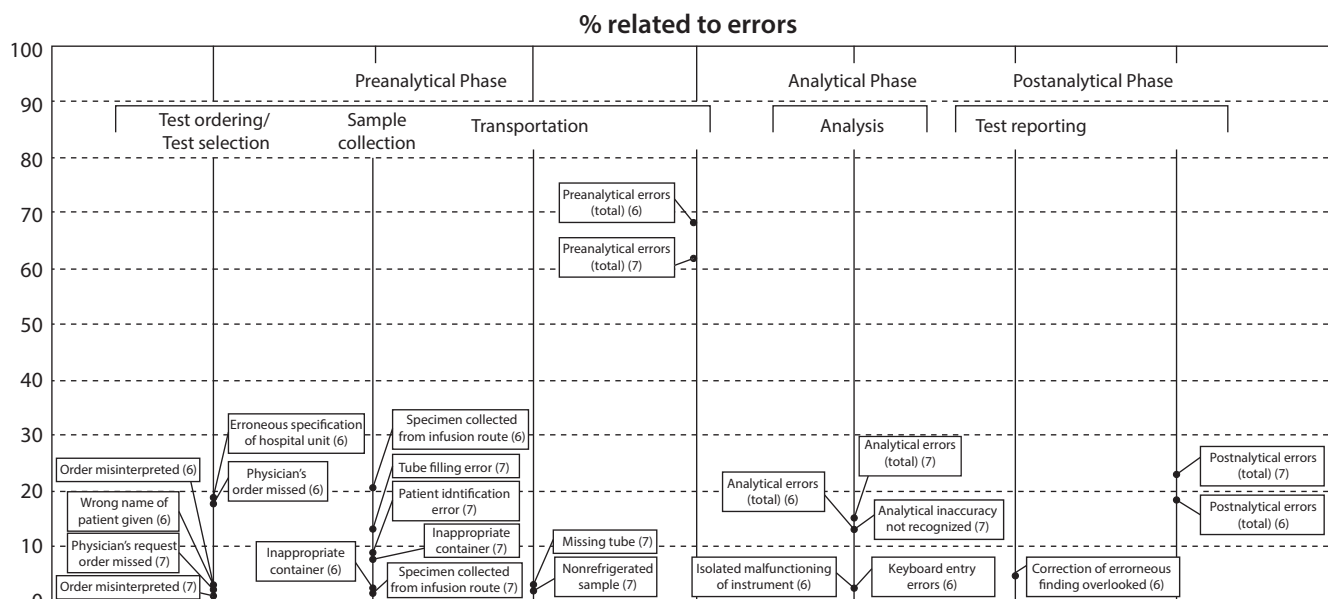 % related to errors
100
90
80
70
60
50
40
30
20
10
0
Preanalytical Phase
Analytical Phase
Postanalytical Phase
Test ordering/
Test selection
Sample
collection
Transportation
Analysis
Test reporting
Preanalytical errors
(total) (6)
Preanalytical errors
(total) (7)
Erroneous specification
of hospital unit (6)
Order misinterpreted (6)
Physician's
order missed (6)
Wrong name of
patient given (6)
Physician's request
order missed (7)
Order misinterpreted (7)
Specimen collected
from infusion route (6)
Tube filling error (7)
Patient idntification
error (7)
Inappropriate
container (7)
Inappropriate
container (6)
Specimen collected
from infusion route (7)
Missing tube (7)
Nonrefrigerated
sample (7)
Analytical errors
(total) (7)
Analytical errors
(total) (6)
Analytical inaccuracy
not recognized (7)
Isolated malfunctioning
of instrument (6)
Keyboard entry
errors (6)
Correction of errorneous
finding overlooked (6)
Postnalytical errors
(total) (7)
Postnalytical errors
(total) (6)